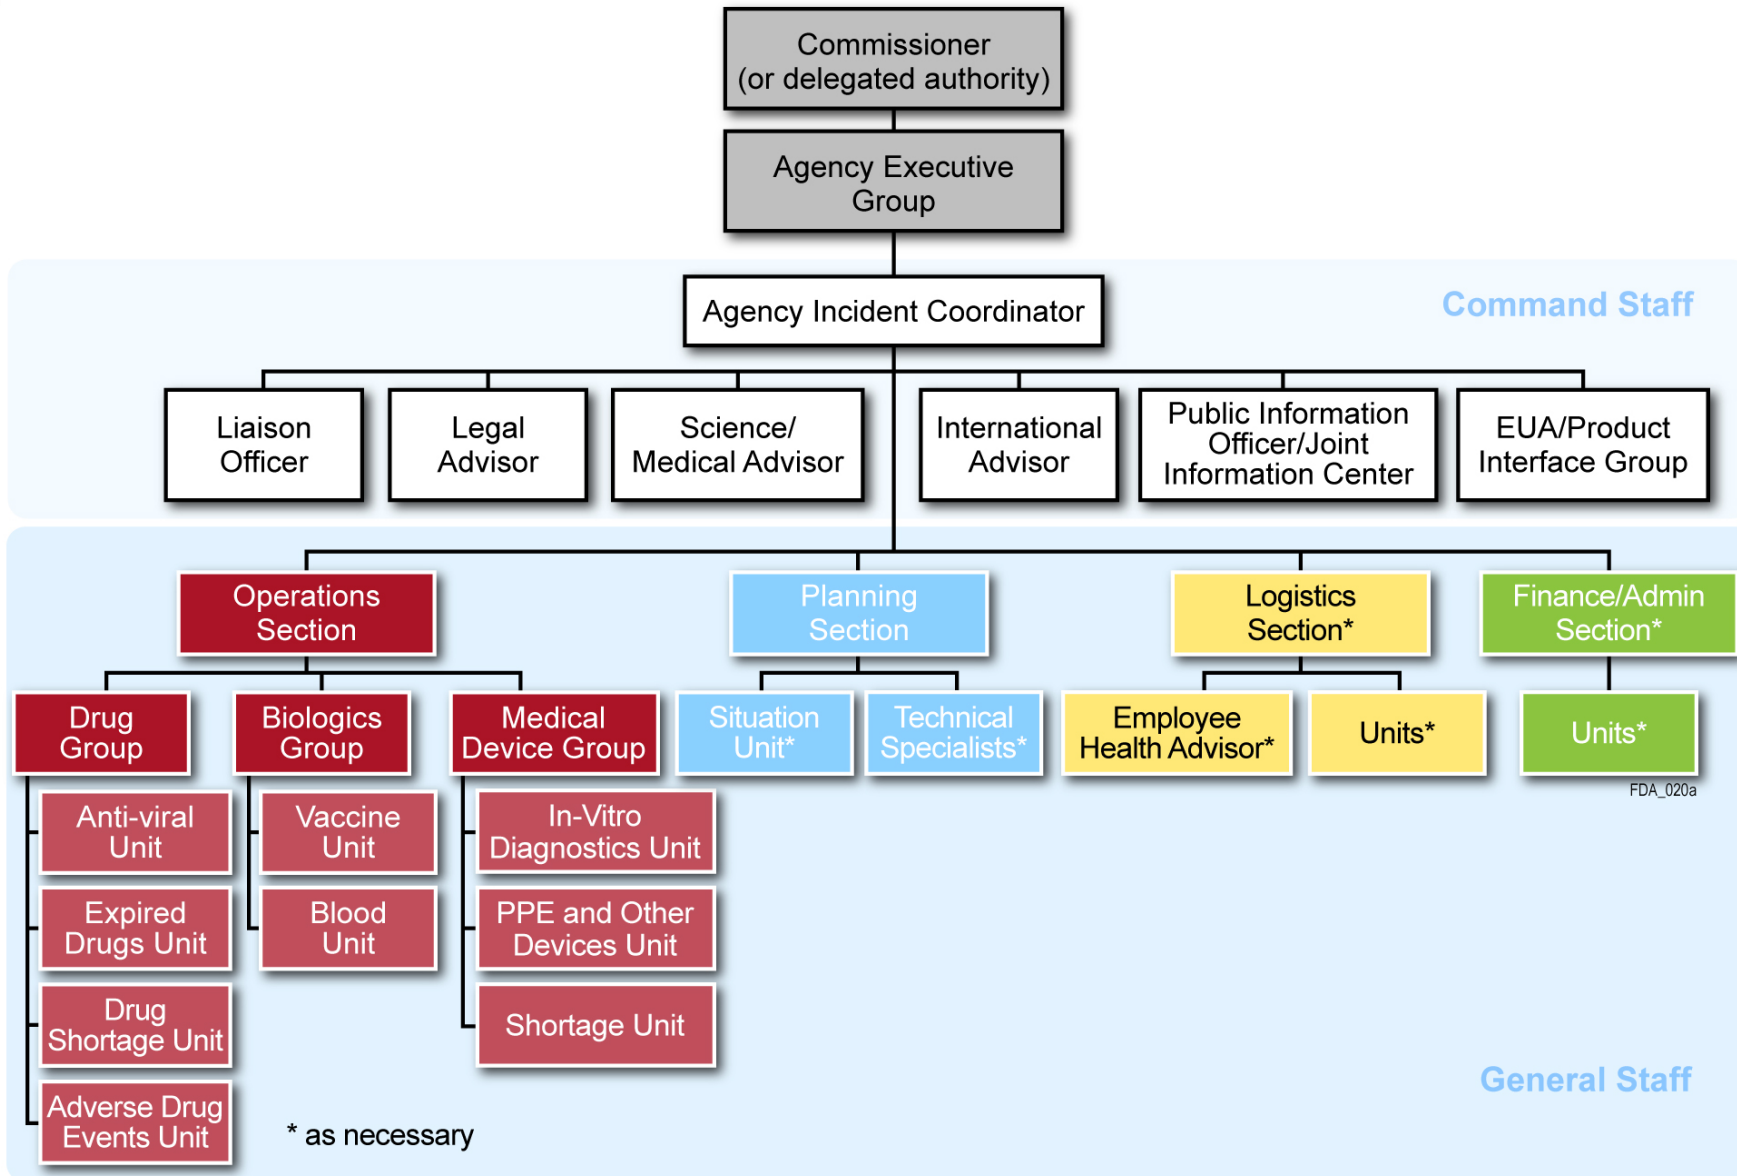 Commissioner
(or delegated authority)
Agency Executive
Group
Agency Incident Coordinator
Command Staff
Liaison
Officer
Legal
Advisor
Science/
Medical Advisor
International
Advisor
Public Information
Officer/Joint
Information Center
EUA/Product
Interface Group
Operations
Section
Planning
Section
Logistics
Section*
Finance/Admin
Section*
Drug
Group
Biologics
Group
Medical
Device Group
Situation
Unit*
Technical
Specialists*
Employee
Health Advisor*
Units*
Units*
FDA_020a
Anti-viral
Unit
Vaccine
Unit
In-Vitro
Diagnostics Unit
Expired
Drugs Unit
Blood
Unit
PPE and Other
Devices Unit
Drug
Shortage Unit
Shortage Unit
General Staff
Adverse Drug
Events Unit
* as necessary